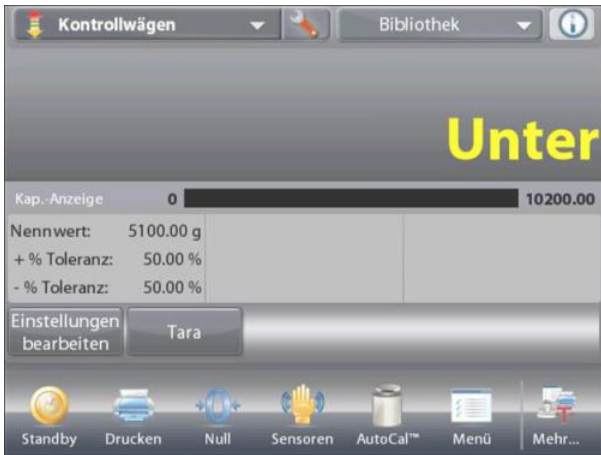 Kontrollwägen Bibliothek
Unter
Kap.-Anzeige 0 10200.00
Nennwert: 5100.00 g
+ % Toleranz: 50.00 %
- % Toleranz: 50.00 %
Einstellungen
bearbeiten
Tara
Standby Drucken Null Sensoren AutoCal™ Menü Mehr...